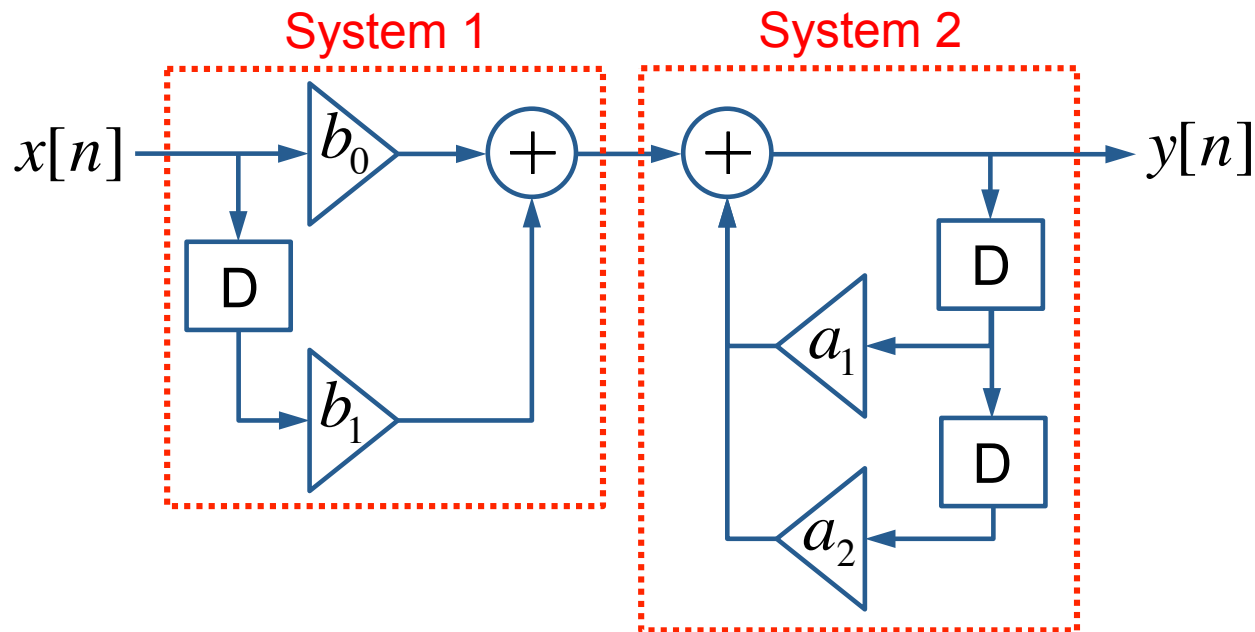 System 1
System 2
x[n]
b₀
+
+
y[n]
D
D
a₁
b₁
D
a₂